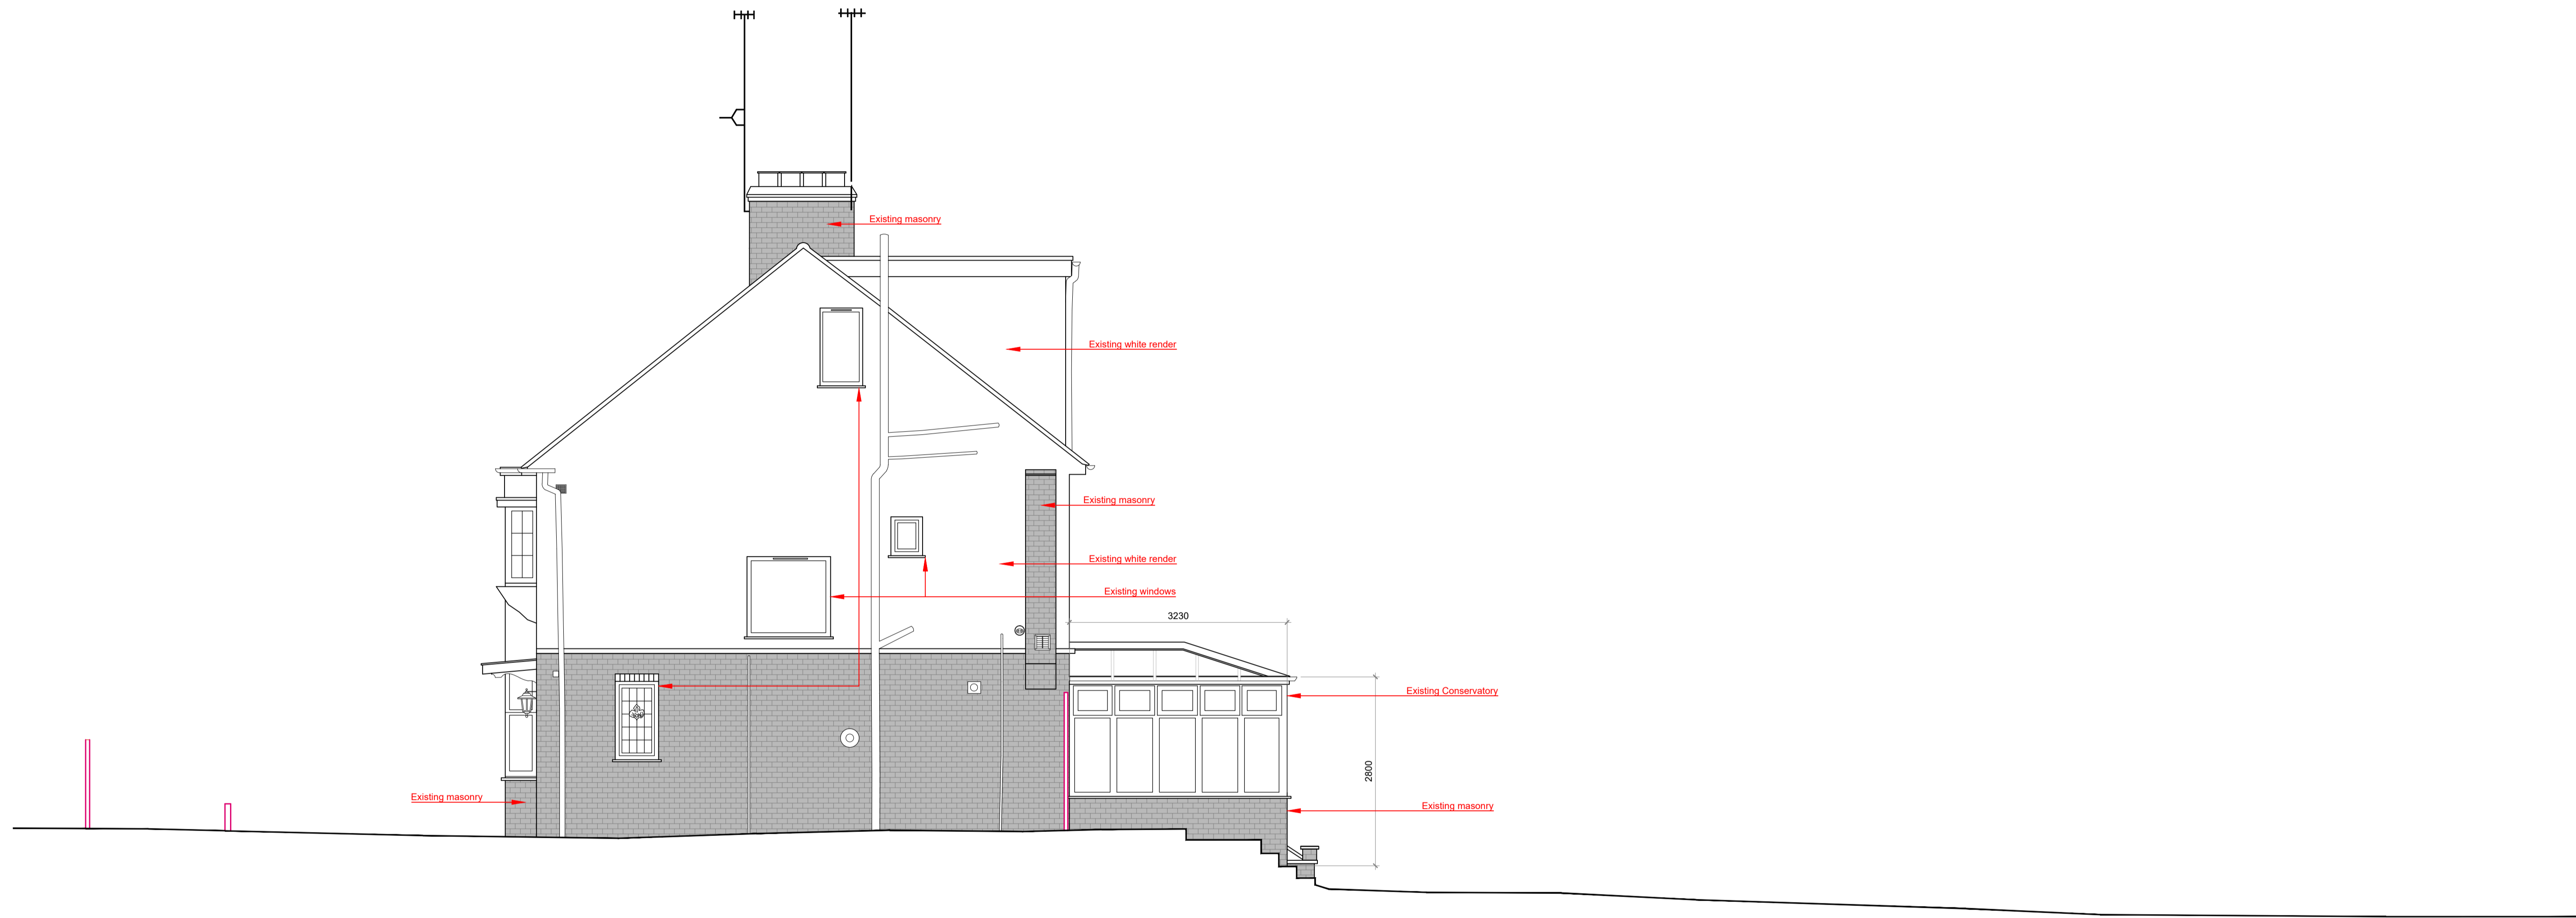 Existing masonry
Existing white render
Existing masonry
Existing white render
Existing windows
3230
Existing Conservatory
2800
Existing masonry
Existing masonry